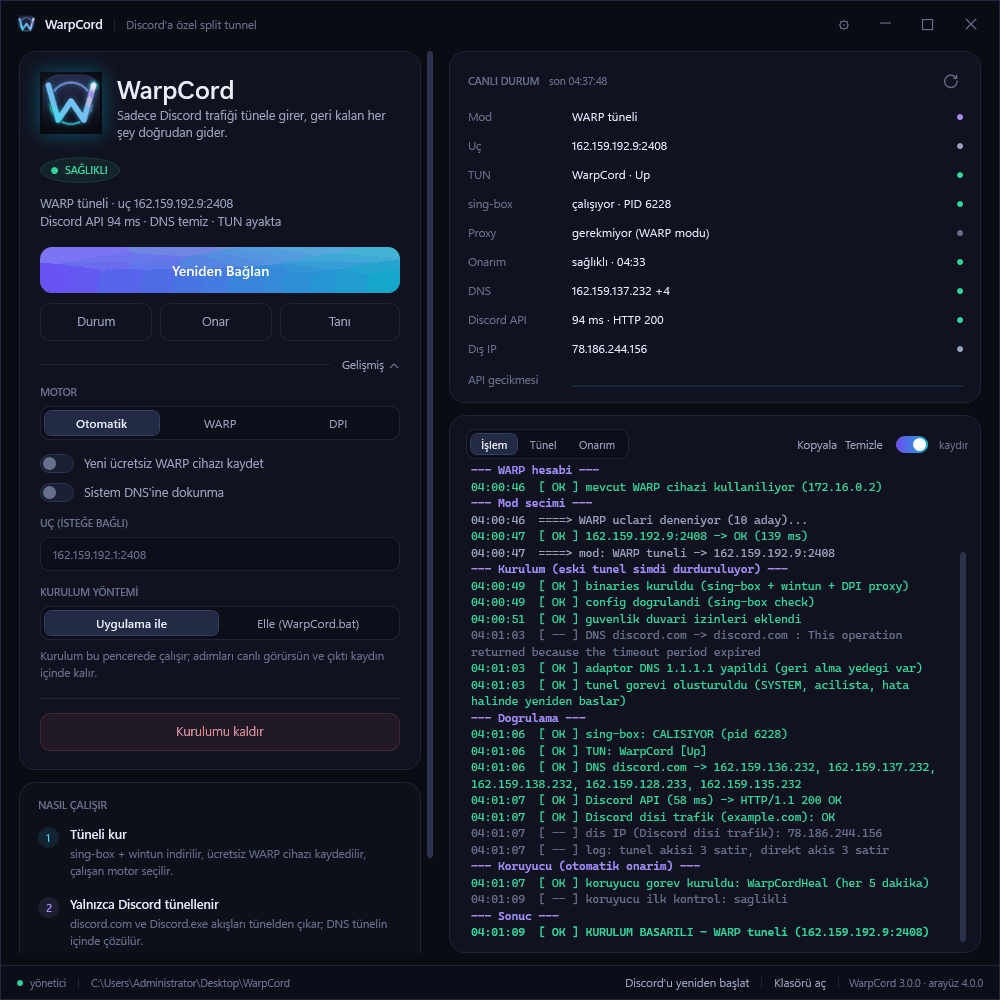 WarpCord
Discord'a özel split tunnel
WarpCord
Sadece Discord trafiği tünele girer, geri kalan her
şey doğrudan gider.
SAĞLIKLI
WARP tüneli · uç 162.159.192.9:2408
Discord API 94 ms · DNS temiz · TUN ayakta
Yeniden Bağlan
Durum
Onar
Tanı
Gelişmiş
MOTOR
Otomatik
WARP
DPI
Yeni ücretsiz WARP cihazı kaydet
Sistem DNS'ine dokunma
UÇ (İSTEĞE BAĞLI)
162.159.192.1:2408
KURULUM YÖNTEMİ
Uygulama ile
Elle (WarpCord.bat)
Kurulum bu pencerede çalışır; adımları canlı görürsün ve çıktı kaydın
içinde kalır.
Kurulumu kaldır
NASIL ÇALIŞIR
1
Tüneli kur
sing-box + wintun indirilir, ücretsiz WARP cihazı kaydedilir,
çalışan motor seçilir.
2
Yalnızca Discord tünellenir
discord.com ve Discord.exe akışları tünelden çıkar; DNS tünelin
içinde çözülür.
CANLI DURUM son 04:37:48
Mod WARP tüneli
Uç 162.159.192.9:2408
TUN WarpCord · Up
sing-box çalışıyor · PID 6228
Proxy gerekmiyor (WARP modu)
Onarım sağlıklı · 04:33
DNS 162.159.137.232 +4
Discord API 94 ms · HTTP 200
Dış IP 78.186.244.156
API gecikmesi
İşlem
Tünel
Onarım
Kopyala
Temizle
kaydır
--- WARP hesabi ---
04:00:46 [ OK ] mevcut WARP cihazi kullaniliyor (172.16.0.2)
--- Mod secimi ---
04:00:46 ====> WARP uclari deneniyor (10 aday)...
04:00:47 [ OK ] 162.159.192.9:2408 -> OK (139 ms)
04:00:47 ====> mod: WARP tuneli -> 162.159.192.9:2408
--- Kurulum (eski tunel simdi durduruluyor) ---
04:00:49 [ OK ] binaries kuruldu (sing-box + wintun + DPI proxy)
04:00:49 [ OK ] config dogrulandi (sing-box check)
04:00:51 [ OK ] guvenlik duvari izinleri eklendi
04:01:03 [ -- ] DNS discord.com -> discord.com : This operation
returned because the timeout period expired
04:01:03 [ OK ] adaptor DNS 1.1.1.1 yapildi (geri alma yedegi var)
04:01:03 [ OK ] tunel gorevi olusturuldu (SYSTEM, acilista, hata
halinde yeniden baslar)
--- Dogrulama ---
04:01:06 [ OK ] sing-box: CALISIYOR (pid 6228)
04:01:06 [ OK ] TUN: WarpCord [Up]
04:01:06 [ OK ] DNS discord.com -> 162.159.136.232, 162.159.137.232,
162.159.138.232, 162.159.128.233, 162.159.135.232
04:01:07 [ OK ] Discord API (58 ms) -> HTTP/1.1 200 OK
04:01:07 [ OK ] Discord disi trafik (example.com): OK
04:01:07 [ -- ] dis IP (Discord disi trafik): 78.186.244.156
04:01:07 [ -- ] log: tunel akisi 3 satir, direkt akis 3 satir
--- Koruyucu (otomatik onarim) ---
04:01:07 [ OK ] koruyucu gorev kuruldu: WarpCordHeal (her 5 dakika)
04:01:09 [ -- ] koruyucu ilk kontrol: saglikli
--- Sonuc ---
04:01:09 [ OK ] KURULUM BASARILI - WARP tuneli (162.159.192.9:2408)
yönetici
C:\Users\Administrator\Desktop\WarpCord
Discord'u yeniden başlat
Klasörü aç
WarpCord 3.0.0 · arayüz 4.0.0